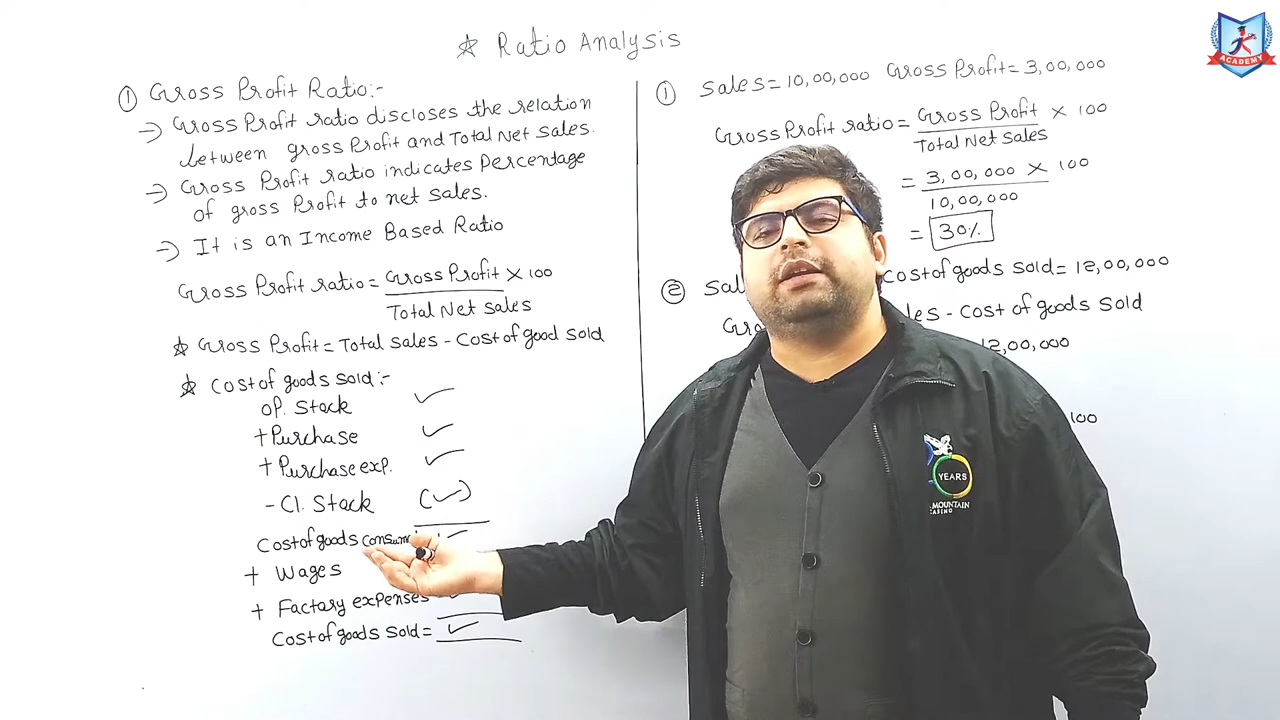 ☆ Ratio Analysis
① Gross Profit Ratio:-
→ Gross Profit ratio discloses the relation
between gross Profit and Total Net sales.
→ Gross Profit ratio indicates Percentage
of gross Profit to net sales.
→ It is an Income Based Ratio
Gross Profit ratio = Gross Profit × 100
Total Net sales
☆ Gross Profit = Total sales - Cost of good sold
☆ Cost of goods sold:-
OP. Stock ✓
+ Purchase ✓
+ Purchase exp. ✓
- Cl. Stock (✓)
Cost of goods ✓
+ Wages
+ Factory expenses
Cost of goods sold = ✓
① Sales = 10,00,000 Gross Profit = 3,00,000
Gross Profit ratio = Gross Profit × 100
Total Net Sales
= 3,00,000 × 100
10,00,000
= 30%
② Cost of goods sold = 12,00,000
- Cost of Goods Sold
12,00,000
100
ACADEMY
YEARS
MOUNTAIN